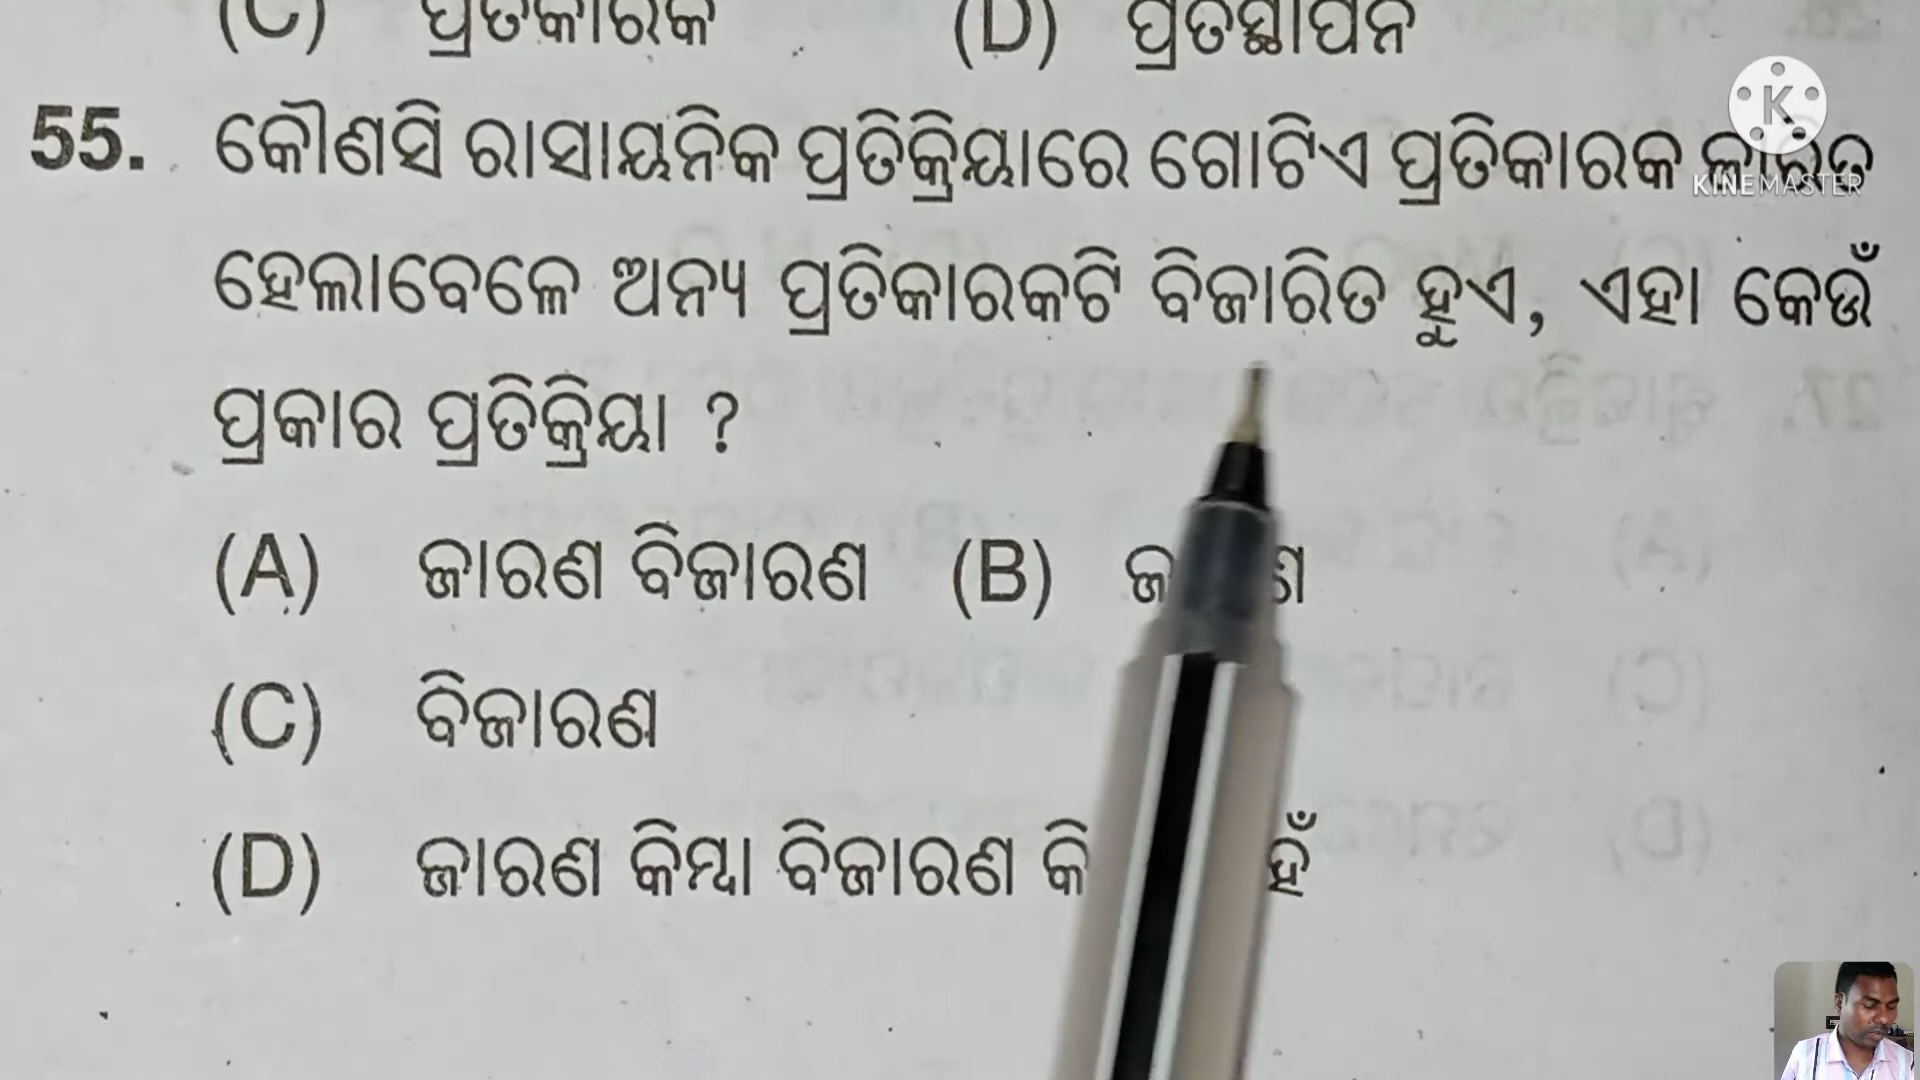 (C) ପ୍ରତିକାରକ (D) ପ୍ରତିସ୍ଥାପନ
K
KINEMASTER
55. କୌଣସି ରାସାୟନିକ ପ୍ରତିକ୍ରିୟାରେ ଗୋଟିଏ ପ୍ରତିକାରକ ଜାରିତ
ହେଲାବେଳେ ଅନ୍ୟ ପ୍ରତିକାରକଟି ବିଜାରିତ ହୁଏ, ଏହା କେଉଁ
ପ୍ରକାର ପ୍ରତିକ୍ରିୟା ?
(A) ଜାରଣ ବିଜାରଣ (B)
(C) ବିଜାରଣ
(D) ଜାରଣ କିମ୍ବା ବିଜାରଣ